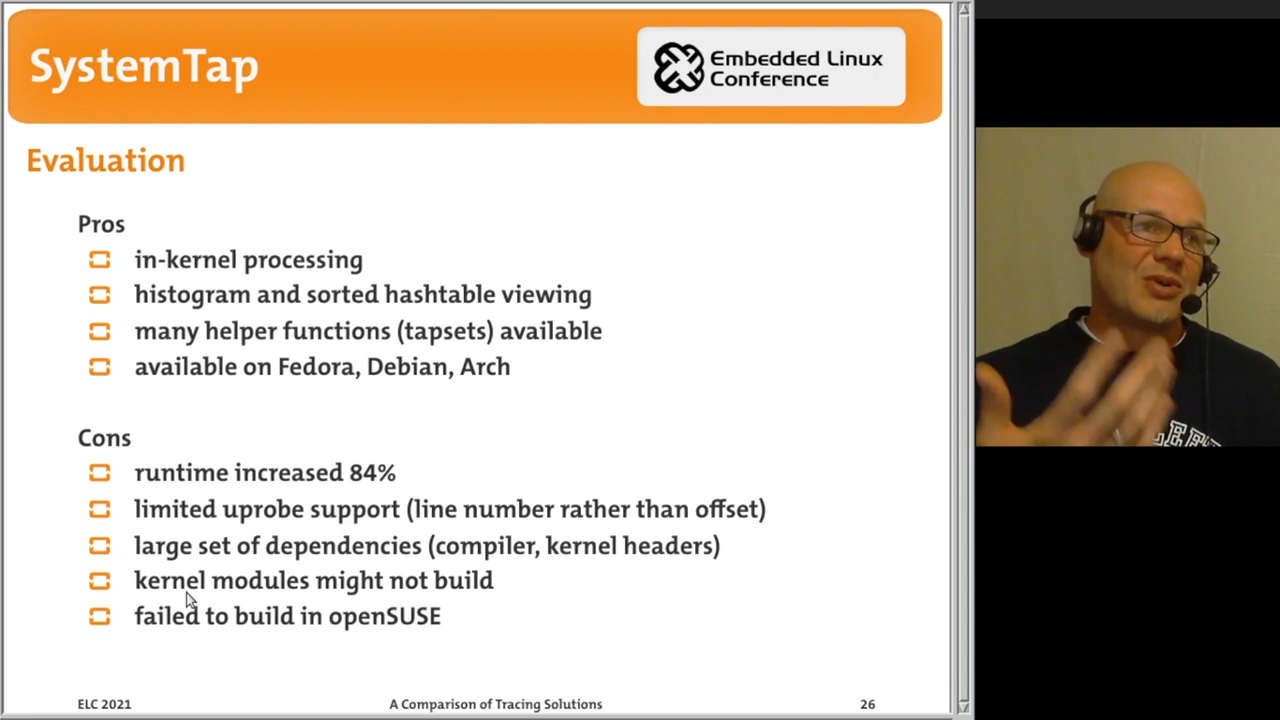 SystemTap
Embedded Linux
Conference
Evaluation
Pros
in-kernel processing
histogram and sorted hashtable viewing
many helper functions (tapsets) available
available on Fedora, Debian, Arch
Cons
runtime increased 84%
limited uprobe support (line number rather than offset)
large set of dependencies (compiler, kernel headers)
kernel modules might not build
failed to build in openSUSE
ELC 2021
A Comparison of Tracing Solutions
26